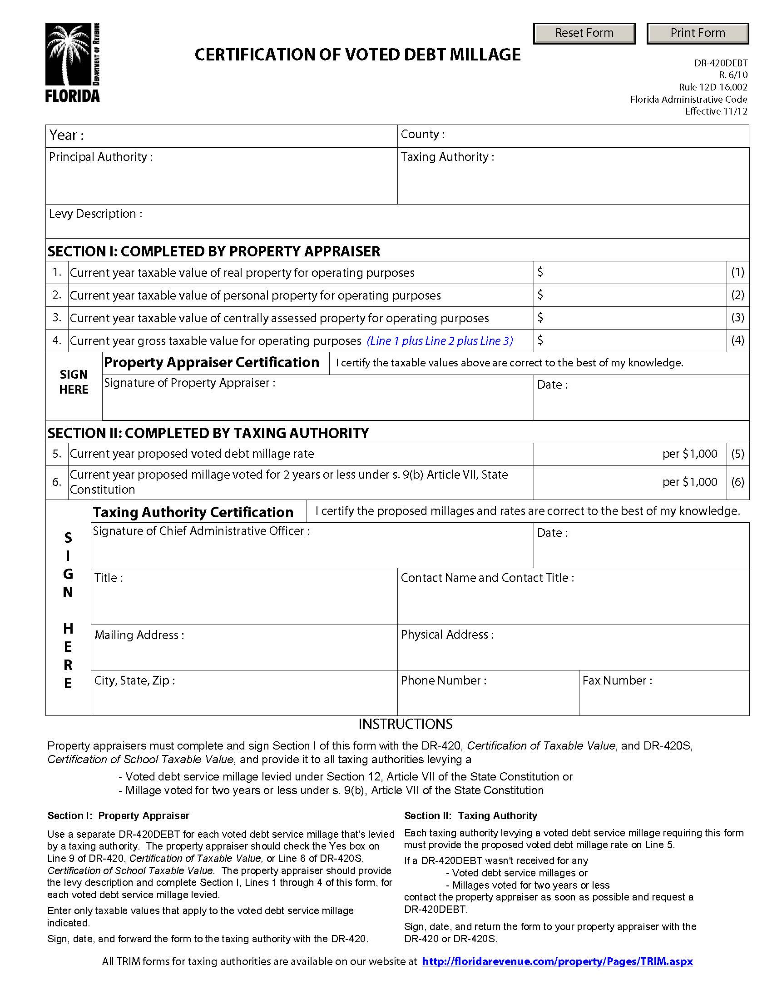 FLORIDA
DEPARTMENT OF REVENUE
Reset Form
Print Form
CERTIFICATION OF VOTED DEBT MILLAGE
DR-420DEBT
R. 6/10
Rule 12D-16.002
Florida Administrative Code
Effective 11/12
Year :
County :
Principal Authority :
Taxing Authority :
Levy Description :
SECTION I: COMPLETED BY PROPERTY APPRAISER
1. Current year taxable value of real property for operating purposes $ (1)
2. Current year taxable value of personal property for operating purposes $ (2)
3. Current year taxable value of centrally assessed property for operating purposes $ (3)
4. Current year gross taxable value for operating purposes (Line 1 plus Line 2 plus Line 3) $ (4)
SIGN
HERE
Property Appraiser Certification
I certify the taxable values above are correct to the best of my knowledge.
Signature of Property Appraiser :
Date :
SECTION II: COMPLETED BY TAXING AUTHORITY
5. Current year proposed voted debt millage rate per $1,000 (5)
6. Current year proposed millage voted for 2 years or less under s. 9(b) Article VII, State
Constitution per $1,000 (6)
S
I
G
N
H
E
R
E
Taxing Authority Certification
I certify the proposed millages and rates are correct to the best of my knowledge.
Signature of Chief Administrative Officer :
Date :
Title :
Contact Name and Contact Title :
Mailing Address :
Physical Address :
City, State, Zip :
Phone Number :
Fax Number :
INSTRUCTIONS
Property appraisers must complete and sign Section I of this form with the DR-420, Certification of Taxable Value, and DR-420S,
Certification of School Taxable Value, and provide it to all taxing authorities levying a
- Voted debt service millage levied under Section 12, Article VII of the State Constitution or
- Millage voted for two years or less under s. 9(b), Article VII of the State Constitution
Section I: Property Appraiser
Use a separate DR-420DEBT for each voted debt service millage that's levied
by a taxing authority. The property appraiser should check the Yes box on
Line 9 of DR-420, Certification of Taxable Value, or Line 8 of DR-420S,
Certification of School Taxable Value. The property appraiser should provide
the levy description and complete Section I, Lines 1 through 4 of this form, for
each voted debt service millage levied.
Enter only taxable values that apply to the voted debt service millage
indicated.
Sign, date, and forward the form to the taxing authority with the DR-420.
Section II: Taxing Authority
Each taxing authority levying a voted debt service millage requiring this form
must provide the proposed voted debt millage rate on Line 5.
If a DR-420DEBT wasn't received for any
- Voted debt service millages or
- Millages voted for two years or less
contact the property appraiser as soon as possible and request a
DR-420DEBT.
Sign, date, and return the form to your property appraiser with the
DR-420 or DR-420S.
All TRIM forms for taxing authorities are available on our website at http://floridarevenue.com/property/Pages/TRIM.aspx